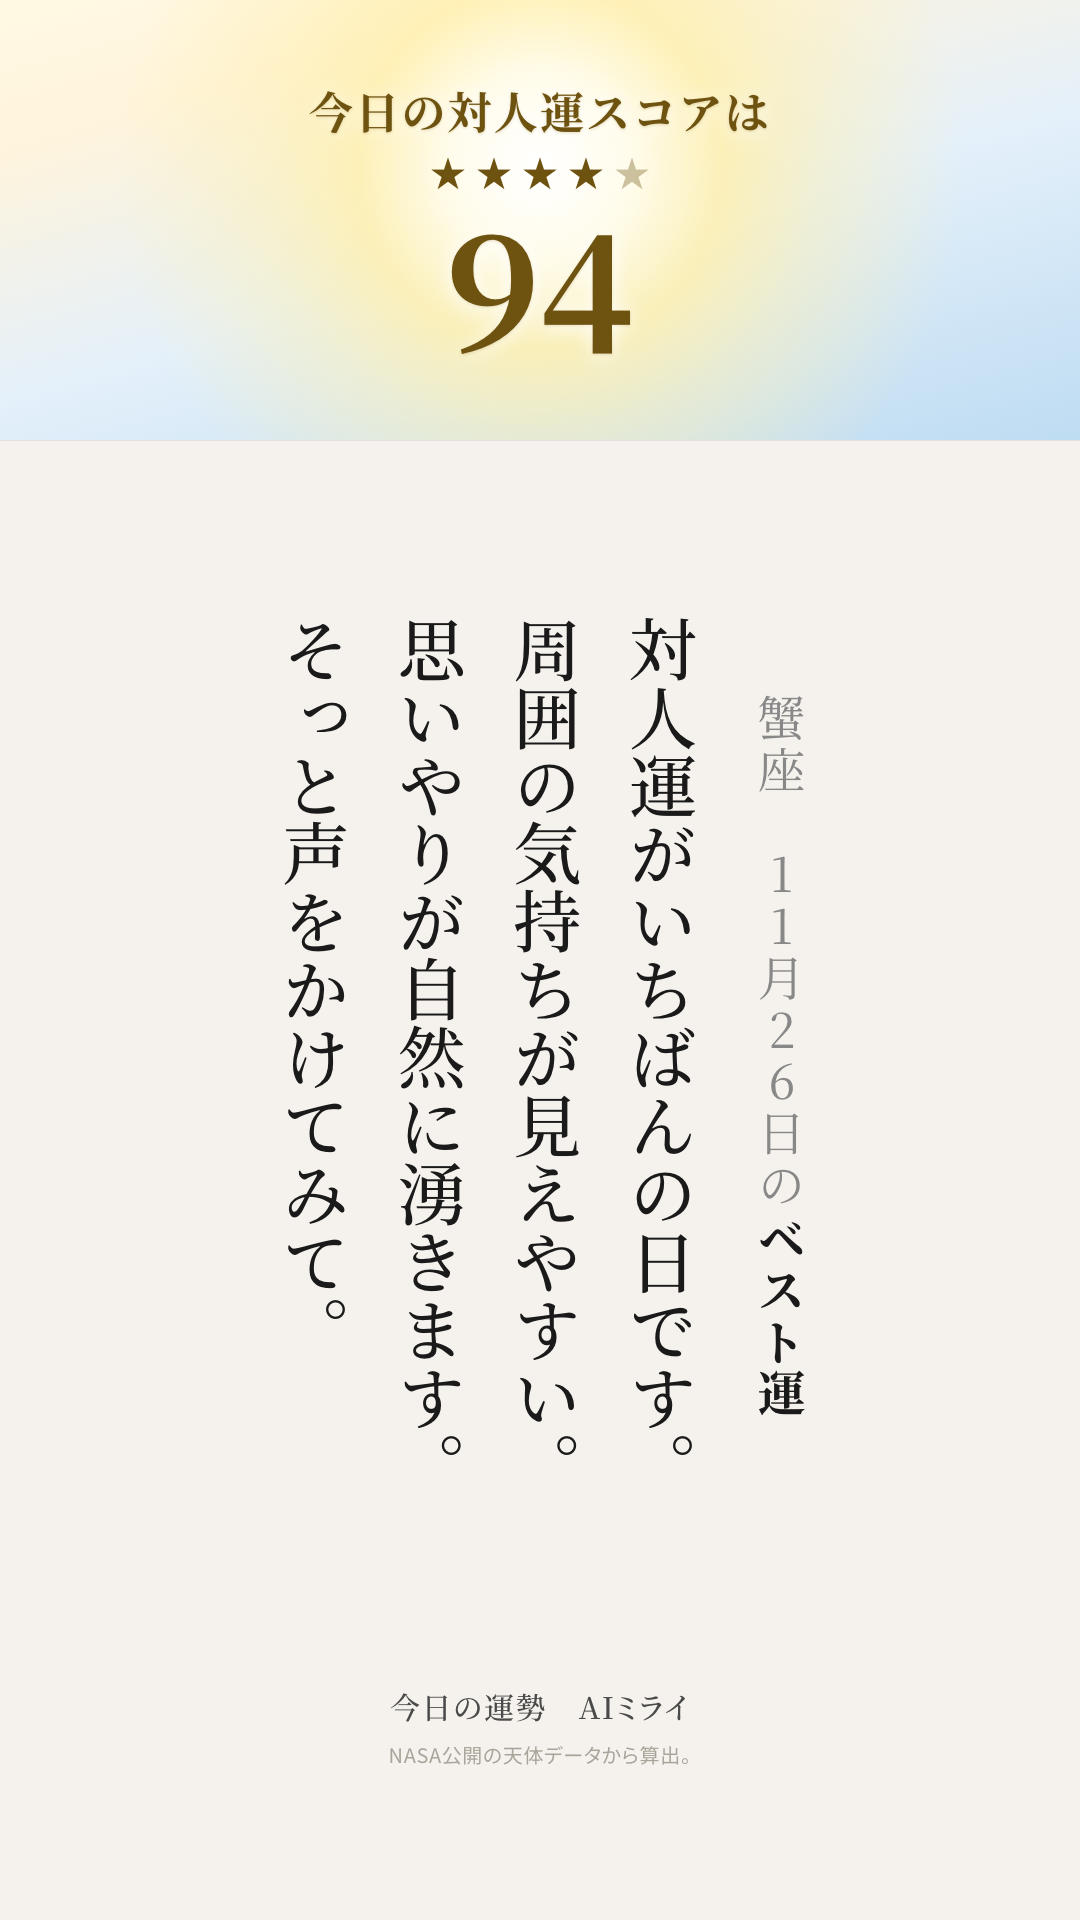 今日の対人運スコアは
★★★★★
94
蟹座　11月26日のベスト運
対人運がいちばんの日です。
周囲の気持ちが見えやすい。
思いやりが自然に湧きます。
そっと声をかけてみて。
今日の運勢　AIミライ
NASA公開の天体データから算出。